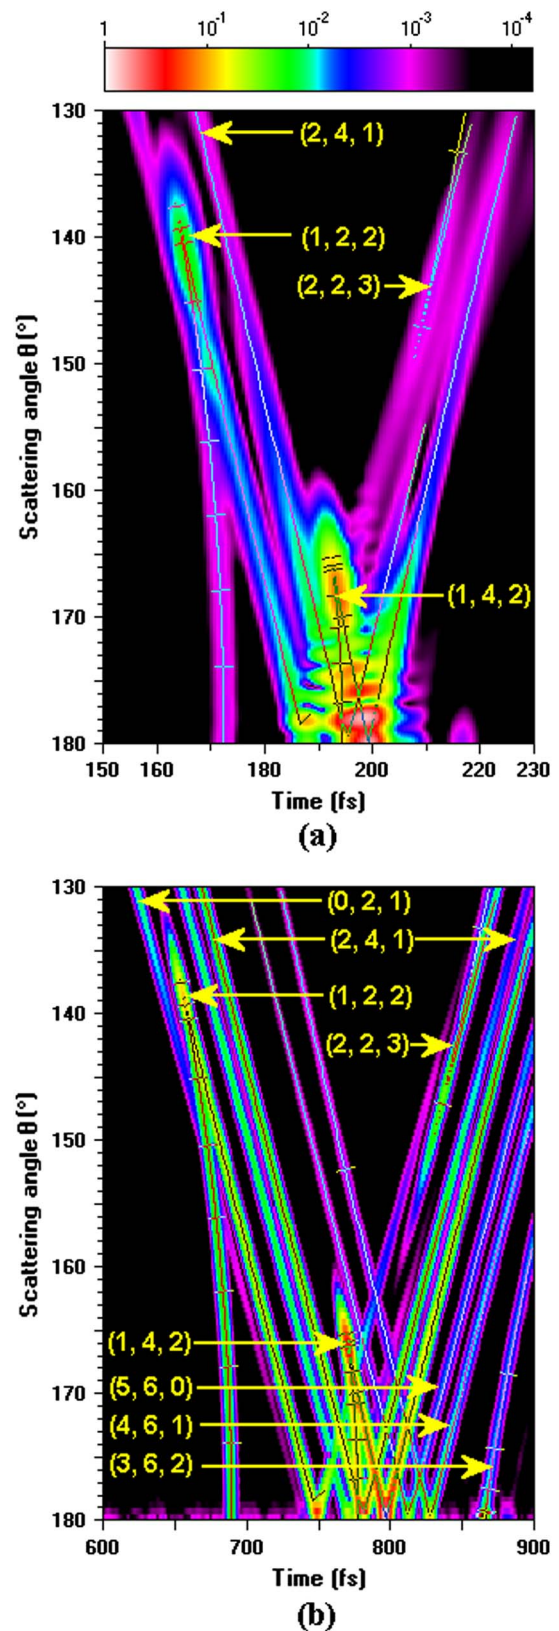 1 10⁻¹ 10⁻² 10⁻³ 10⁻⁴
130
(2, 4, 1)
140
(1, 2, 2)
(2, 2, 3)
150
Scattering angle θ (°)
160
(1, 4, 2)
170
180
150 160 180 200 220 230
Time (fs)
(a)
130
(0, 2, 1)
(2, 4, 1)
140
(1, 2, 2)
(2, 2, 3)
150
Scattering angle θ (°)
160
(1, 4, 2)
170
(5, 6, 0)
(4, 6, 1)
(3, 6, 2)
180
600 700 800 900
Time (fs)
(b)